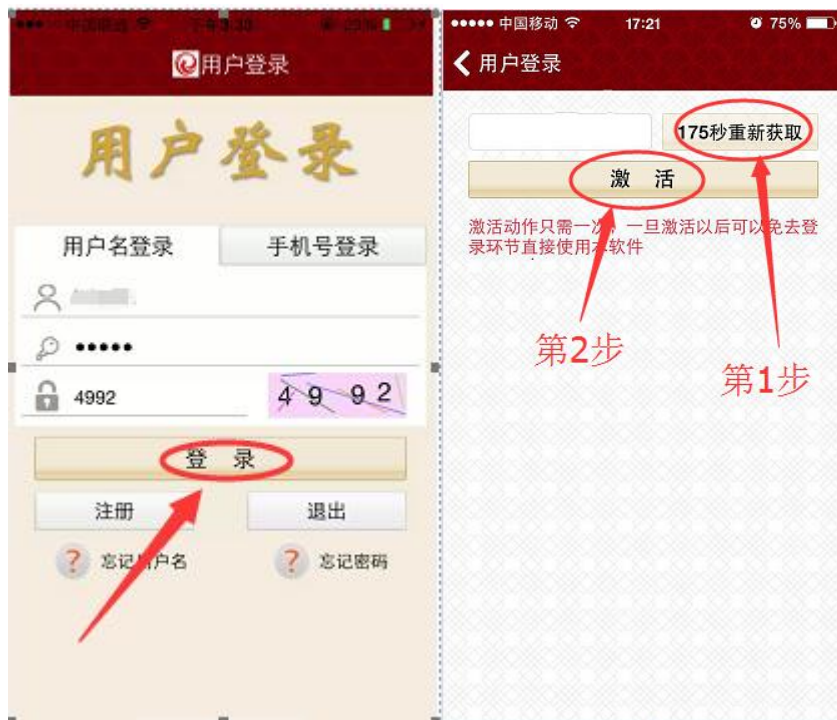 用户登录
用户登录
用户名登录
手机号登录
•••••
4992
4 9 9 2
登 录
注册
退出
? 忘记用户名
? 忘记密码
●●●●● 中国移动 17:21 75%
用户登录
175秒重新获取
激 活
激活动作只需一次，一旦激活以后可以免去登
录环节直接使用本软件
第2步
第1步